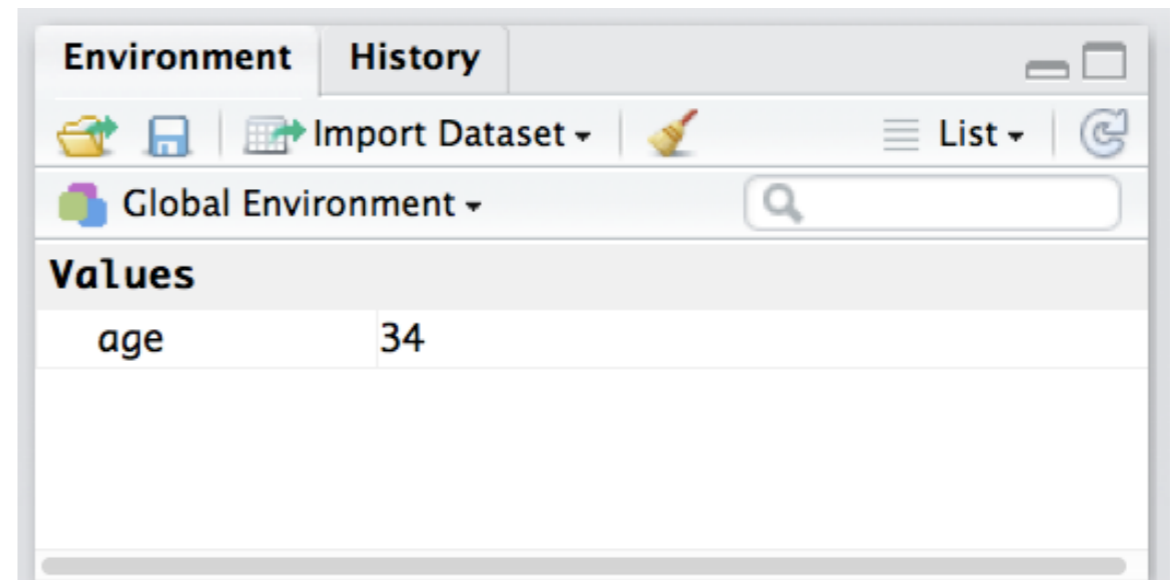 Environment History
Import Dataset List
Global Environment
Values
age 34